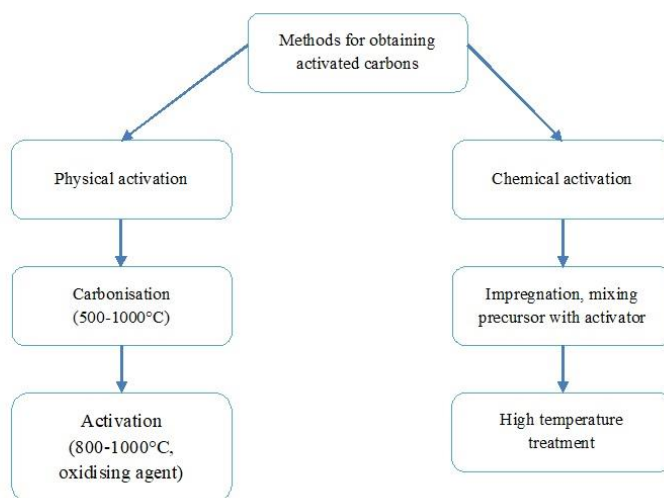 Methods for obtaining
activated carbons
Physical activation
Chemical activation
Carbonisation
(500-1000°C)
Impregnation, mixing
precursor with activator
Activation
(800-1000°C,
oxidising agent)
High temperature
treatment